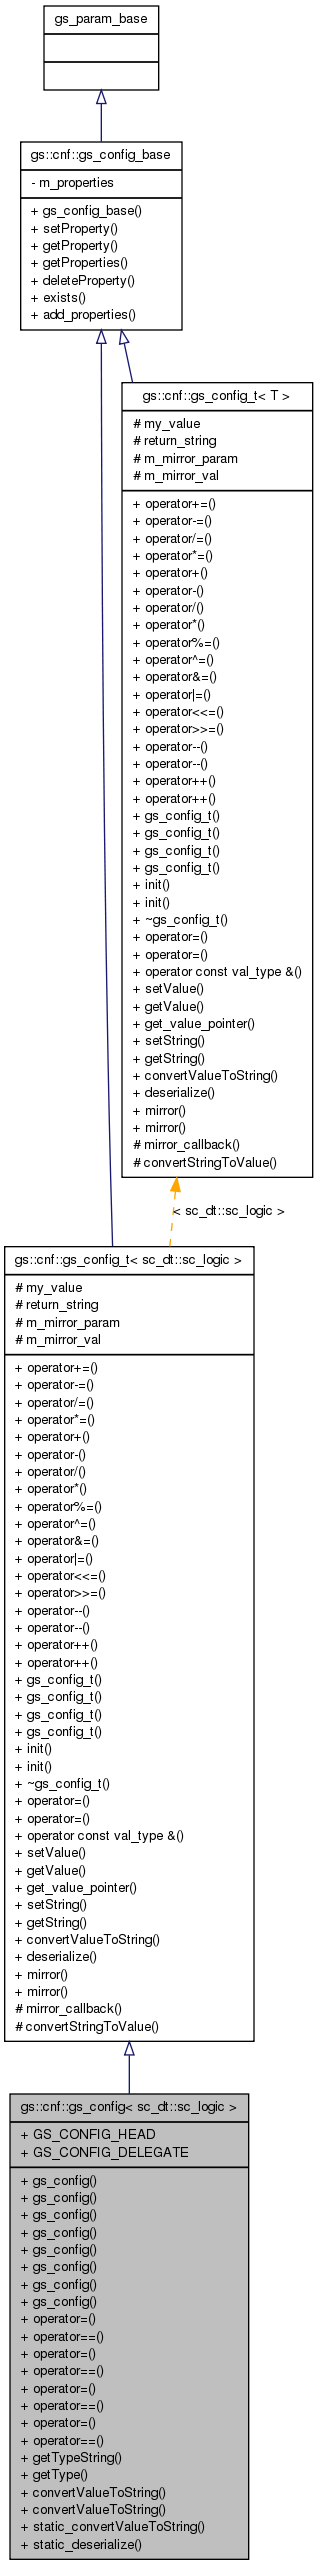 gs_param_base
gs::cnf::gs_config_base
- m_properties
+ gs_config_base()
+ setProperty()
+ getProperty()
+ getProperties()
+ deleteProperty()
+ exists()
+ add_properties()
gs::cnf::gs_config_t< T >
# my_value
# return_string
# m_mirror_param
# m_mirror_val
+ operator+=()
+ operator-=()
+ operator/=()
+ operator*=()
+ operator+()
+ operator-()
+ operator/()
+ operator*()
+ operator%=()
+ operator^=()
+ operator&=()
+ operator|=()
+ operator<<=()
+ operator>>=()
+ operator--()
+ operator--()
+ operator++()
+ operator++()
+ gs_config_t()
+ gs_config_t()
+ gs_config_t()
+ gs_config_t()
+ init()
+ init()
+ ~gs_config_t()
+ operator=()
+ operator=()
+ operator const val_type &()
+ setValue()
+ getValue()
+ get_value_pointer()
+ setString()
+ getString()
+ convertValueToString()
+ deserialize()
+ mirror()
+ mirror()
# mirror_callback()
# convertStringToValue()
< sc_dt::sc_logic >
gs::cnf::gs_config_t< sc_dt::sc_logic >
# my_value
# return_string
# m_mirror_param
# m_mirror_val
+ operator+=()
+ operator-=()
+ operator/=()
+ operator*=()
+ operator+()
+ operator-()
+ operator/()
+ operator*()
+ operator%=()
+ operator^=()
+ operator&=()
+ operator|=()
+ operator<<=()
+ operator>>=()
+ operator--()
+ operator--()
+ operator++()
+ operator++()
+ gs_config_t()
+ gs_config_t()
+ gs_config_t()
+ gs_config_t()
+ init()
+ init()
+ ~gs_config_t()
+ operator=()
+ operator=()
+ operator const val_type &()
+ setValue()
+ getValue()
+ get_value_pointer()
+ setString()
+ getString()
+ convertValueToString()
+ deserialize()
+ mirror()
+ mirror()
# mirror_callback()
# convertStringToValue()
gs::cnf::gs_config< sc_dt::sc_logic >
+ GS_CONFIG_HEAD
+ GS_CONFIG_DELEGATE
+ gs_config()
+ gs_config()
+ gs_config()
+ gs_config()
+ gs_config()
+ gs_config()
+ gs_config()
+ gs_config()
+ operator=()
+ operator==()
+ operator=()
+ operator==()
+ operator=()
+ operator==()
+ operator=()
+ operator==()
+ getTypeString()
+ getType()
+ convertValueToString()
+ convertValueToString()
+ static_convertValueToString()
+ static_deserialize()